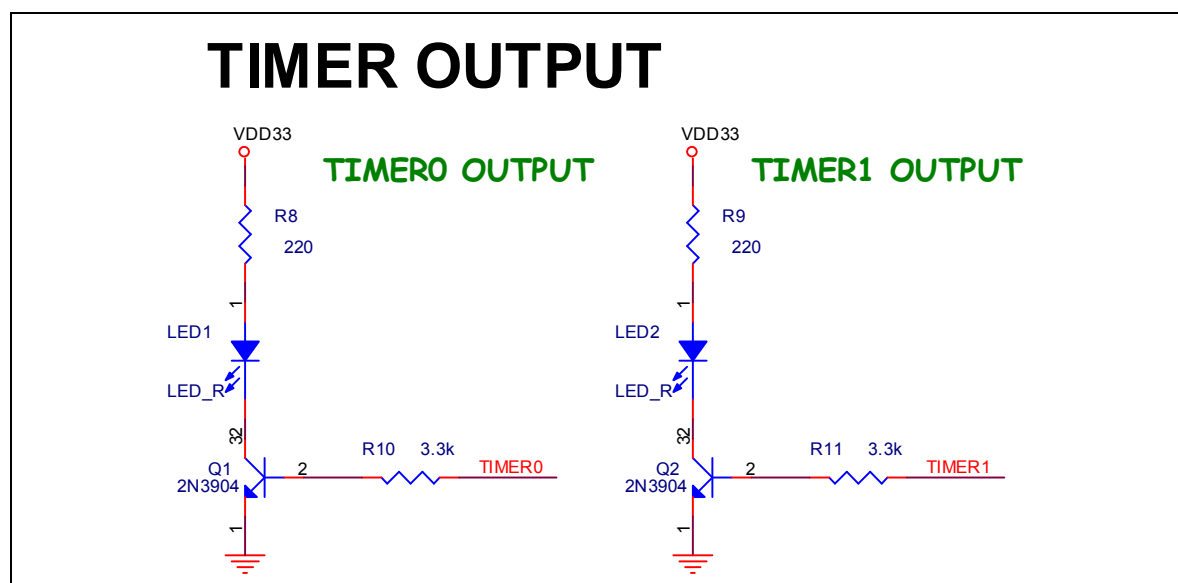 TIMER OUTPUT
VDD33
VDD33
TIMER0 OUTPUT
TIMER1 OUTPUT
R8
220
R9
220
1
1
LED1
LED2
LED_R
LED_R
32
32
R10 3.3k
R11 3.3k
Q1
2
TIMER0
Q2
2
TIMER1
2N3904
2N3904
1
1